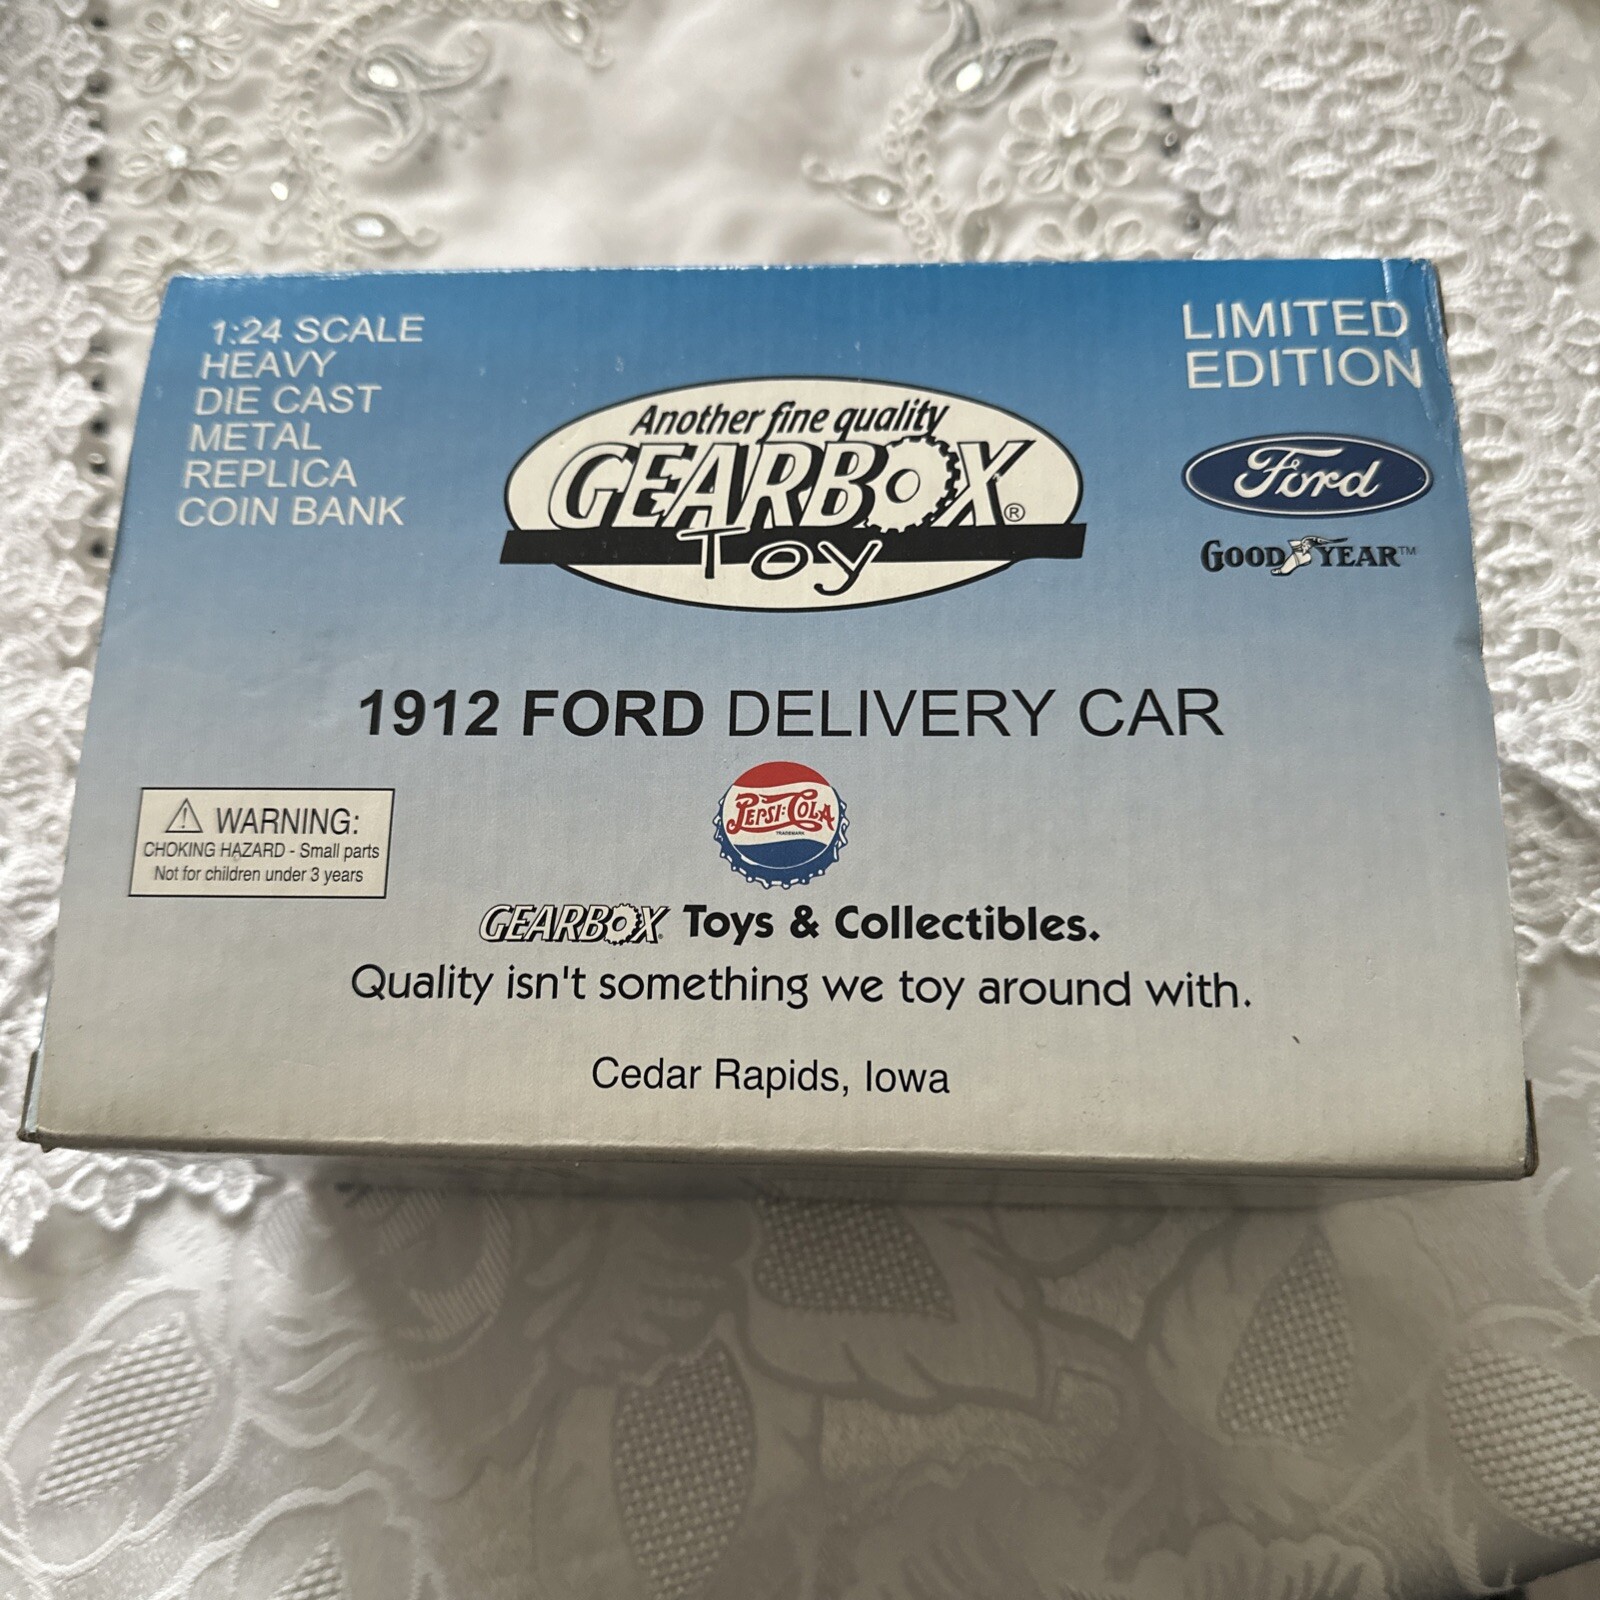 1:24 SCALE
HEAVY
DIE CAST
METAL
REPLICA
COIN BANK
Another fine quality
GEARBOX®
Toy
LIMITED
EDITION
Ford
GOODYEAR™
1912 FORD DELIVERY CAR
⚠ WARNING:
CHOKING HAZARD - Small parts
Not for children under 3 years
PEPSI:COLA
TRADEMARK
GEARBOX® Toys & Collectibles.
Quality isn't something we toy around with.
Cedar Rapids, Iowa